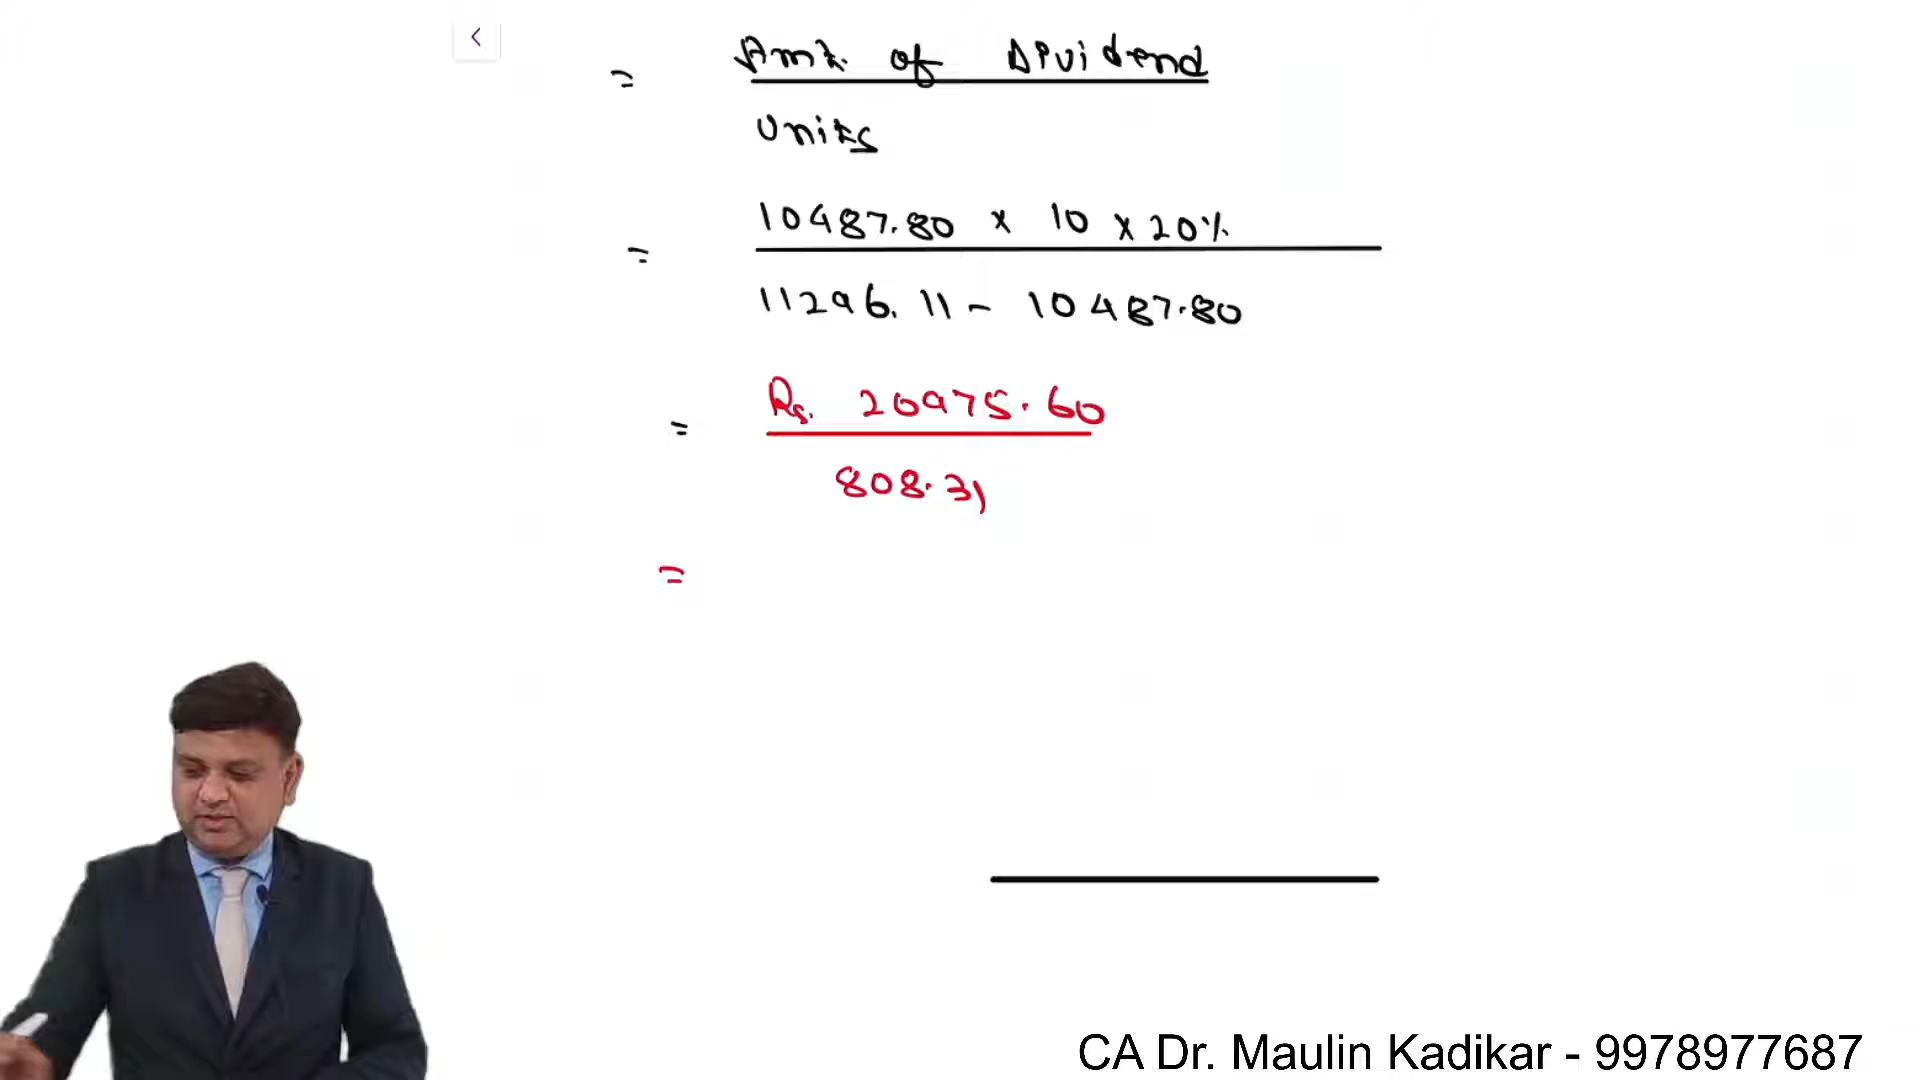 = Amt. of Dividend
Units
= 10487.80 x 10 x 20%
11296.11 - 10487.80
= Rs. 20975.60
808.31
=
CA Dr. Maulin Kadikar - 9978977687